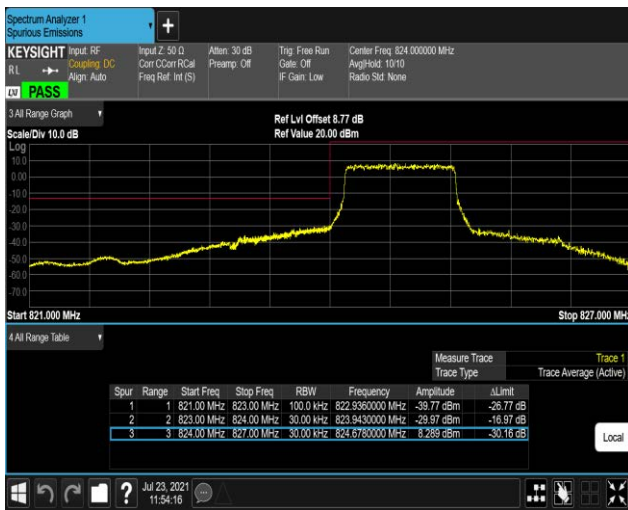 Spectrum Analyzer 1
Spurious Emissions
+
KEYSIGHT
RL
LXI PASS
Input: RF
Coupling: DC
Align: Auto
Input Z: 50 Ω
Corr CCorr RCal
Freq Ref: Int (S)
Atten: 30 dB
Preamp: Off
Trig: Free Run
Gate: Off
IF Gain: Low
Center Freq: 824.000000 MHz
Avg|Hold: 10/10
Radio Std: None
3 All Range Graph
Scale/Div 10.0 dB
Ref Lvl Offset 8.77 dB
Ref Value 20.00 dBm
Log
10.0
0.00
-10.0
-20.0
-30.0
-40.0
-50.0
-60.0
-70.0
Start 821.000 MHz
Stop 827.000 MHz
4 All Range Table
Measure Trace Trace 1
Trace Type Trace Average (Active)
Spur Range Start Freq Stop Freq RBW Frequency Amplitude ΔLimit
1 1 821.00 MHz 823.00 MHz 100.0 kHz 822.9360000 MHz -39.77 dBm -26.77 dB
2 2 823.00 MHz 824.00 MHz 30.00 kHz 823.9430000 MHz -29.97 dBm -16.97 dB
3 3 824.00 MHz 827.00 MHz 30.00 kHz 824.6780000 MHz 8.289 dBm -30.16 dB
Local
?
Jul 23, 2021
11:54:16